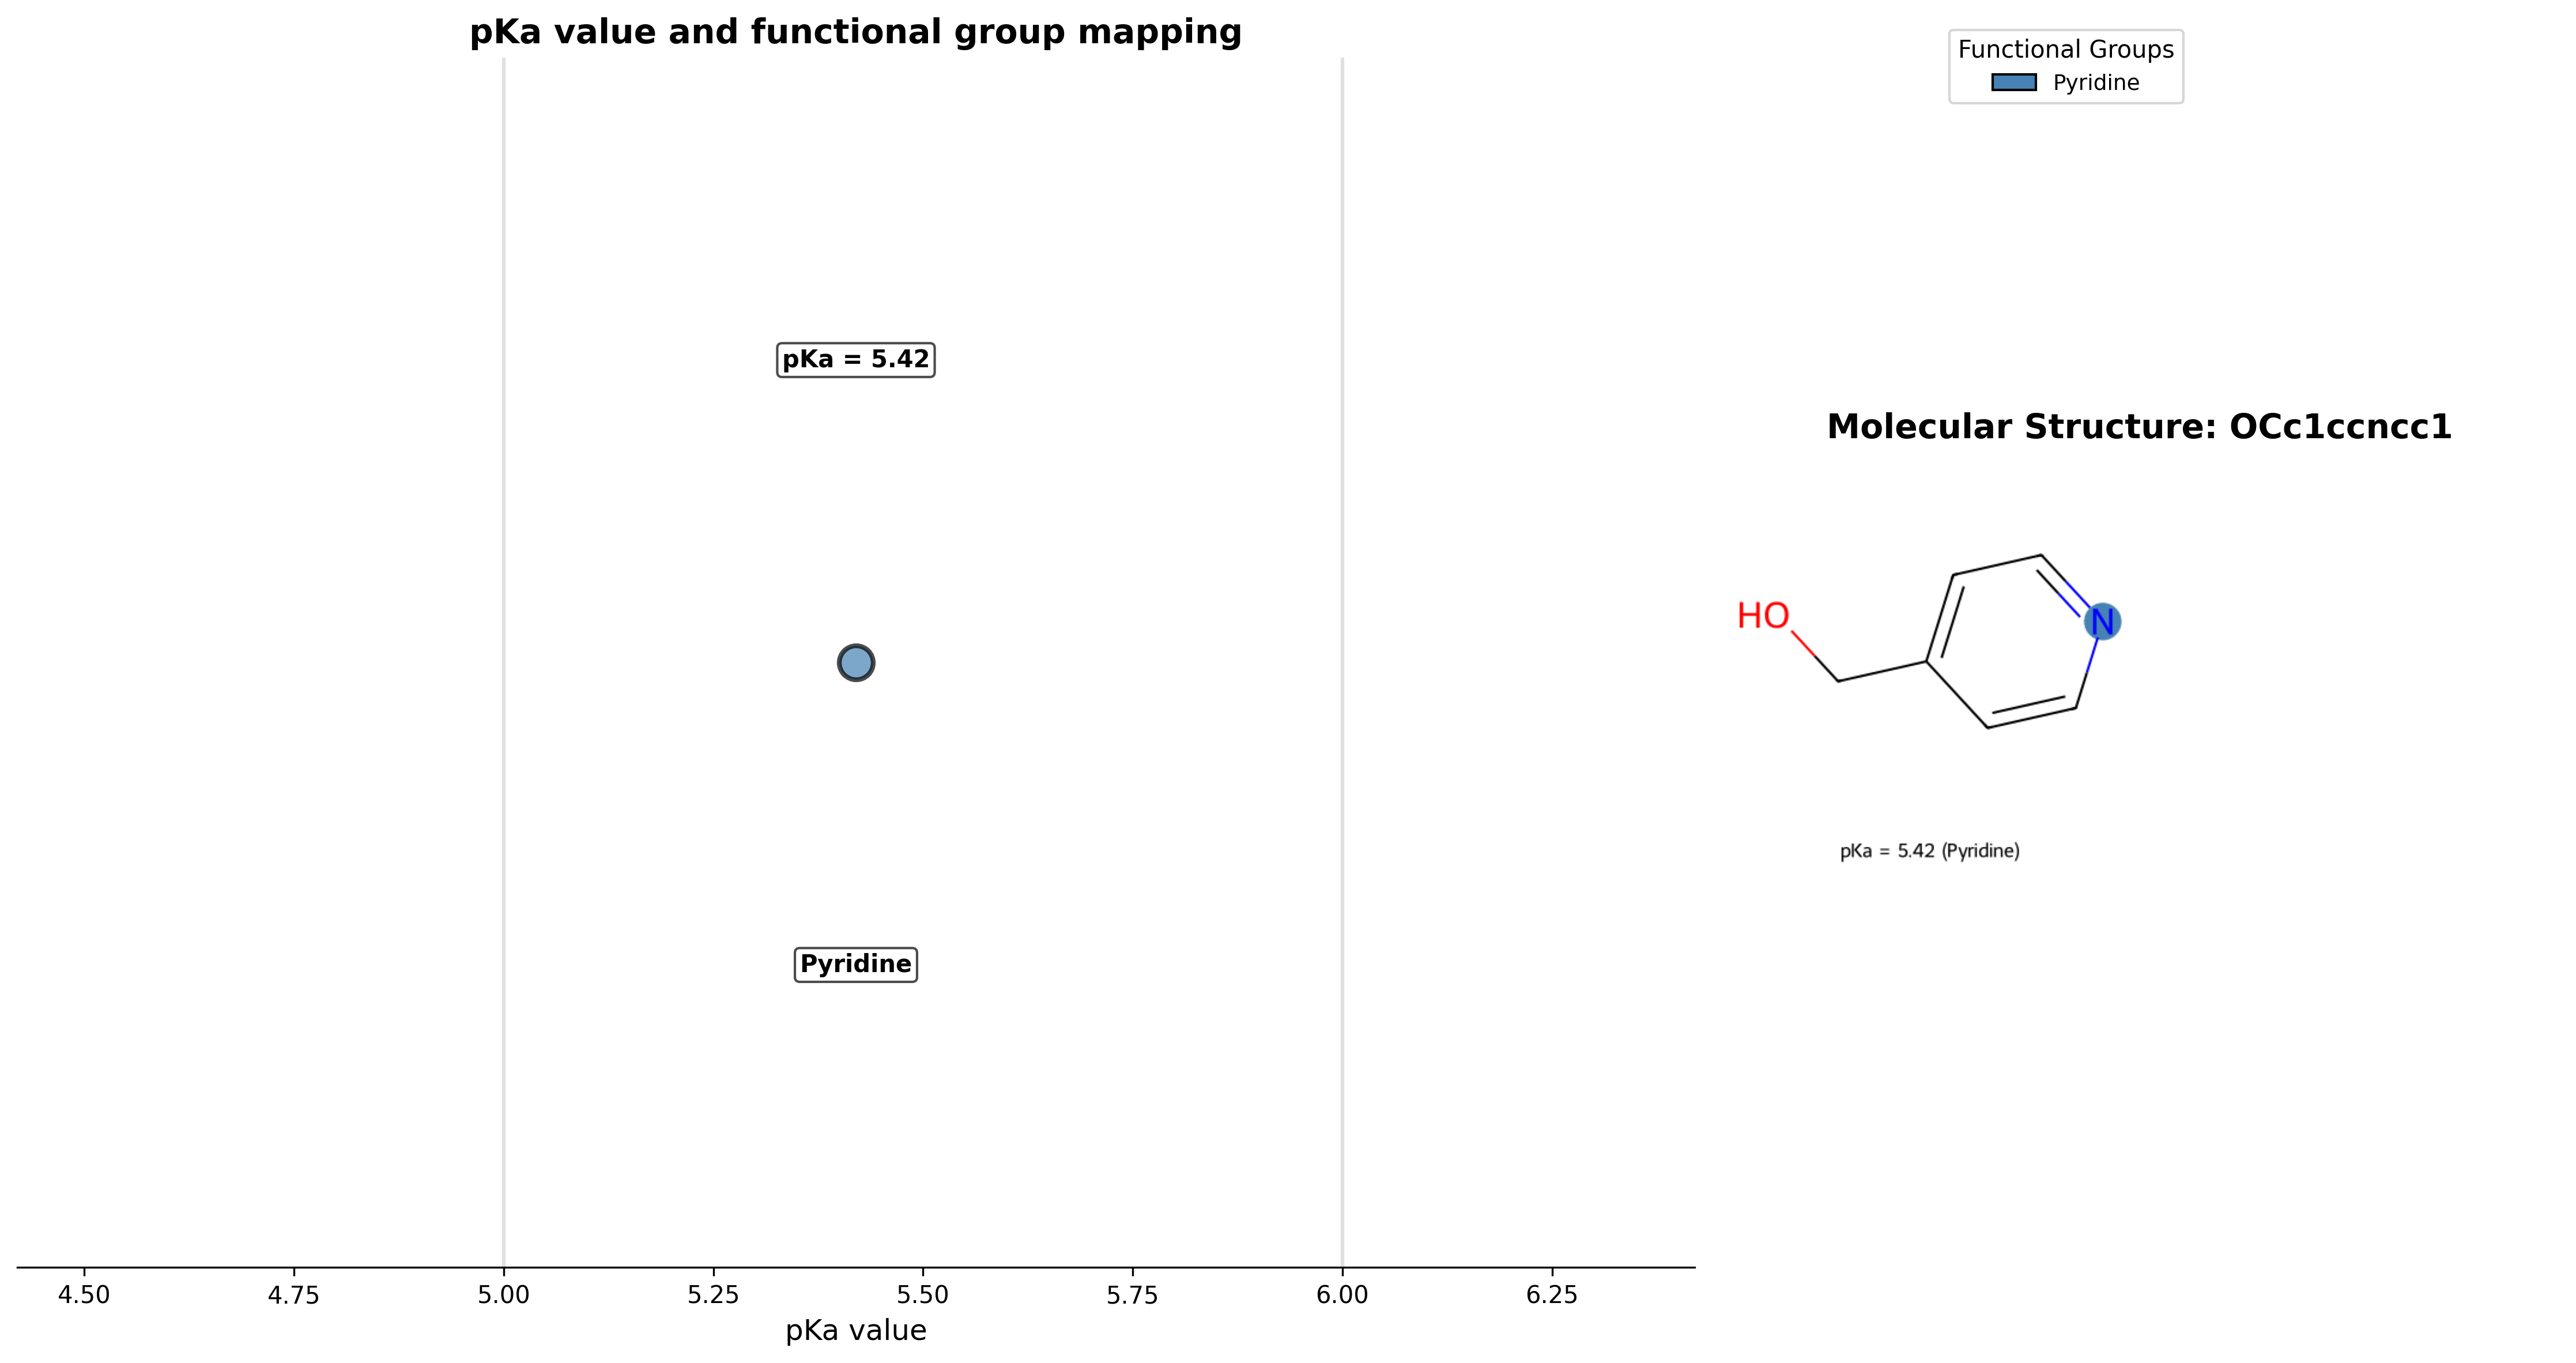 pKa value and functional group mapping
pKa = 5.42
Pyridine
4.50 4.75 5.00 5.25 5.50 5.75 6.00 6.25
pKa value
Functional Groups
Pyridine
Molecular Structure: OCc1ccncc1
HO
N
pKa = 5.42 (Pyridine)